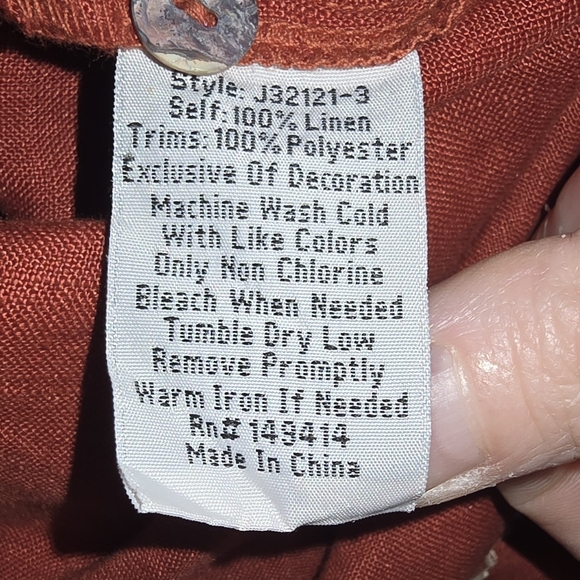 Style: J32121-3
Self: 100% Linen
Trims: 100% Polyester
Exclusive Of Decoration
Machine Wash Cold
With Like Colors
Only Non Chlorine
Bleach When Needed
Tumble Dry Low
Remove Promptly
Warm Iron If Needed
Rn# 149414
Made In China